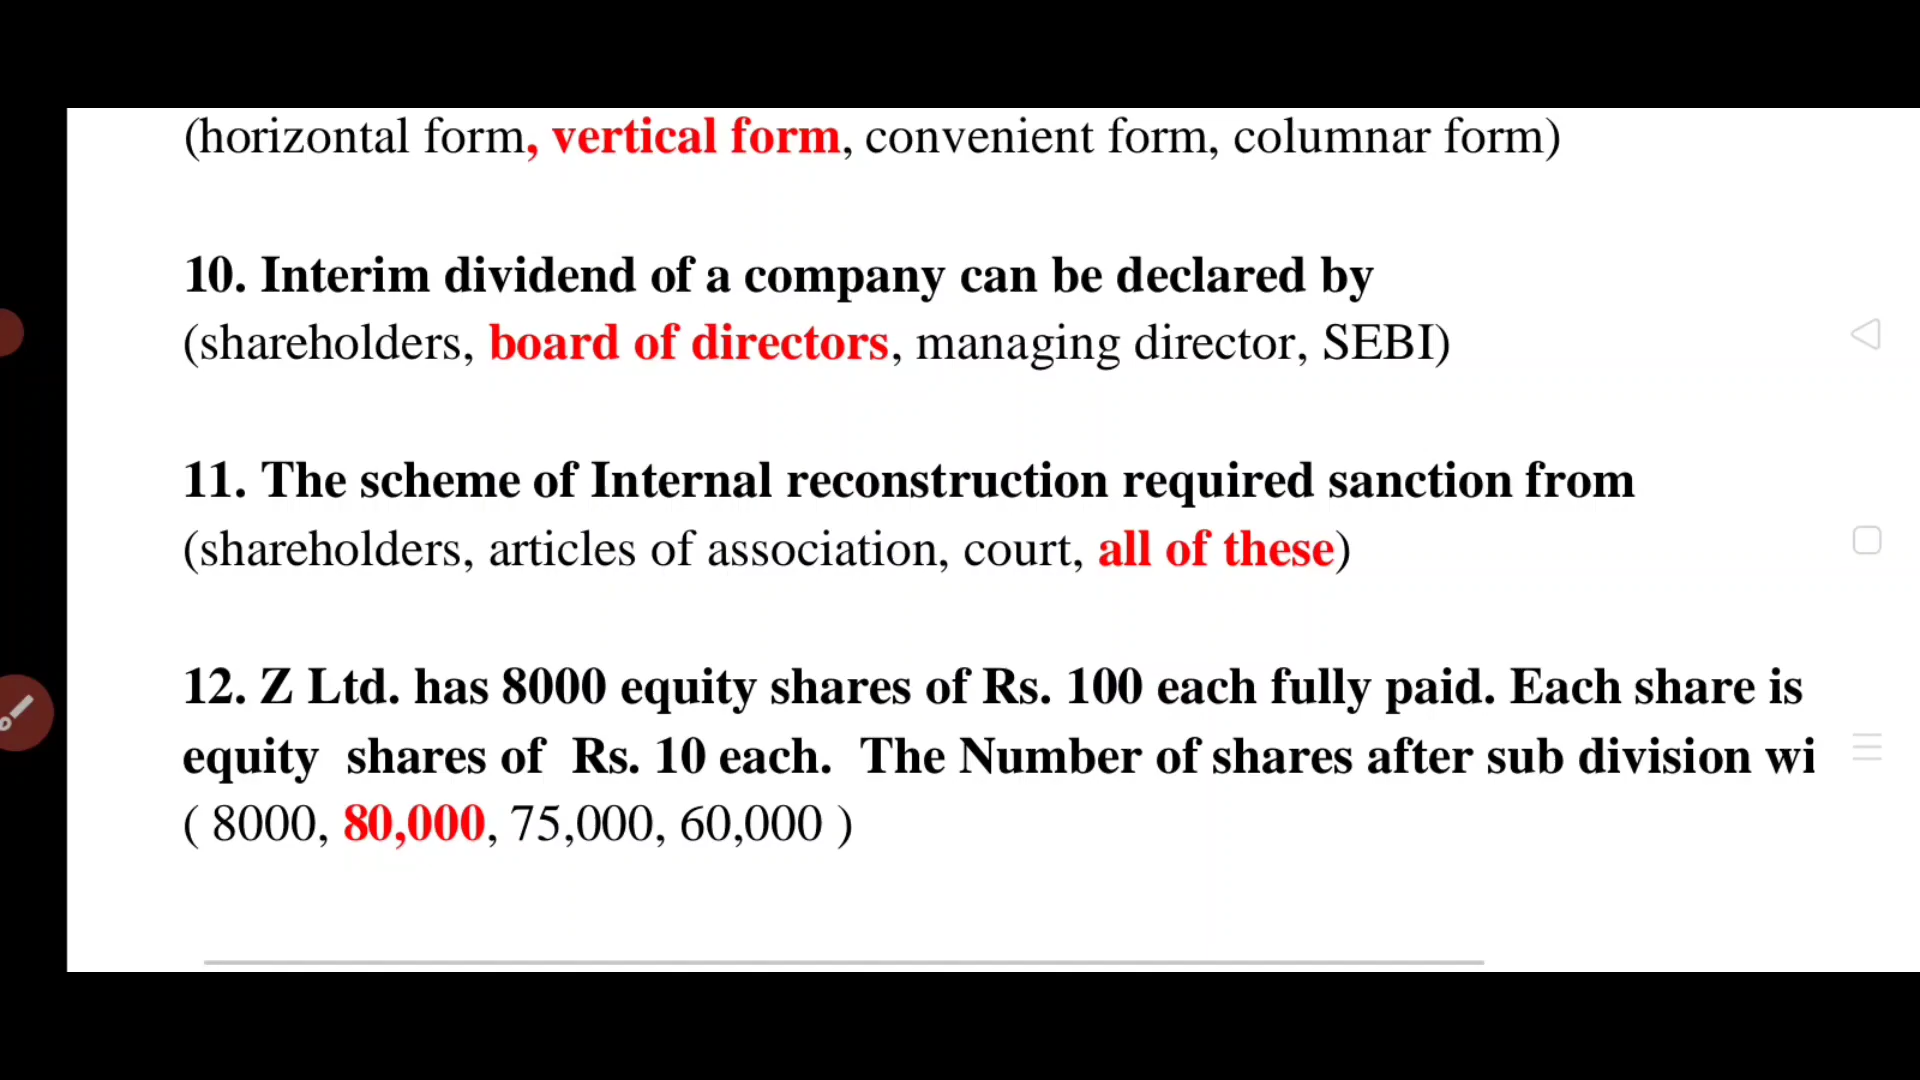 (horizontal form, vertical form, convenient form, columnar form)
10. Interim dividend of a company can be declared by
(shareholders, board of directors, managing director, SEBI)
11. The scheme of Internal reconstruction required sanction from
(shareholders, articles of association, court, all of these)
12. Z Ltd. has 8000 equity shares of Rs. 100 each fully paid. Each share is
equity shares of Rs. 10 each. The Number of shares after sub division wi
( 8000, 80,000, 75,000, 60,000 )